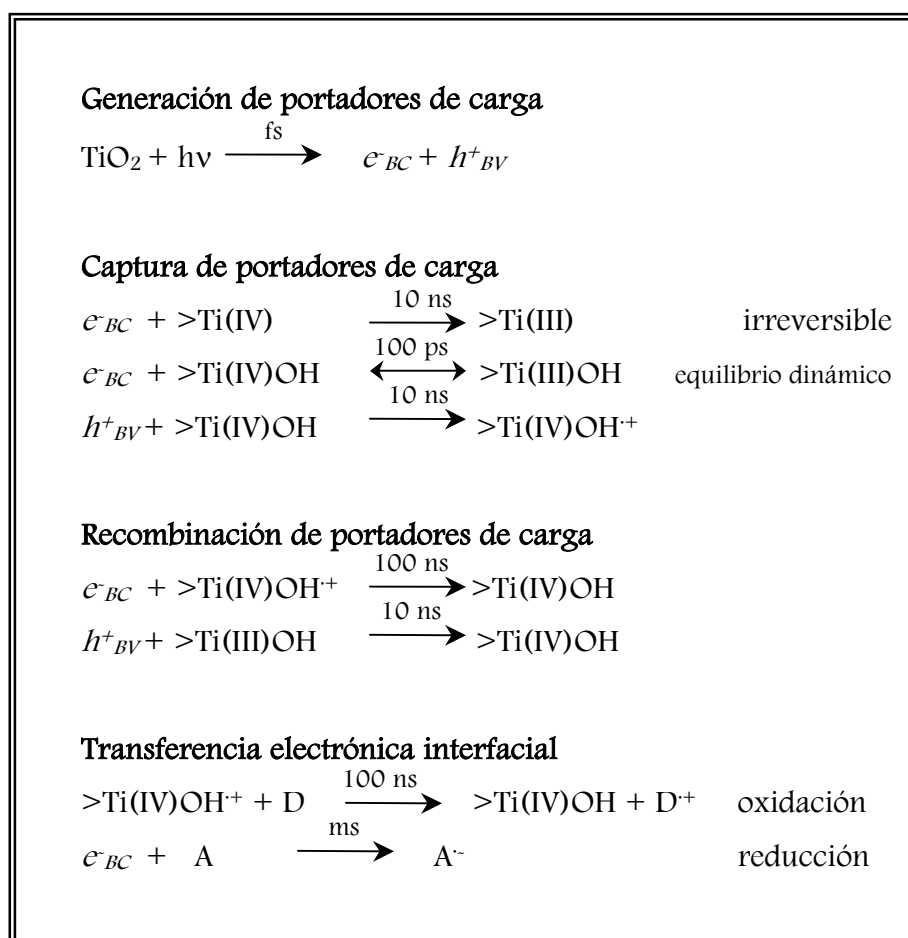 Generación de portadores de carga
fs
TiO₂ + hν ⟶ e⁻BC + h⁺BV
Captura de portadores de carga
10 ns
e⁻BC + >Ti(IV) ⟶ >Ti(III) irreversible
100 ps
e⁻BC + >Ti(IV)OH ⟷ >Ti(III)OH equilibrio dinámico
10 ns
h⁺BV + >Ti(IV)OH ⟶ >Ti(IV)OH·⁺
Recombinación de portadores de carga
100 ns
e⁻BC + >Ti(IV)OH·⁺ ⟶ >Ti(IV)OH
10 ns
h⁺BV + >Ti(III)OH ⟶ >Ti(IV)OH
Transferencia electrónica interfacial
100 ns
>Ti(IV)OH·⁺ + D ⟶ >Ti(IV)OH + D·⁺ oxidación
ms
e⁻BC + A ⟶ A·⁻ reducción